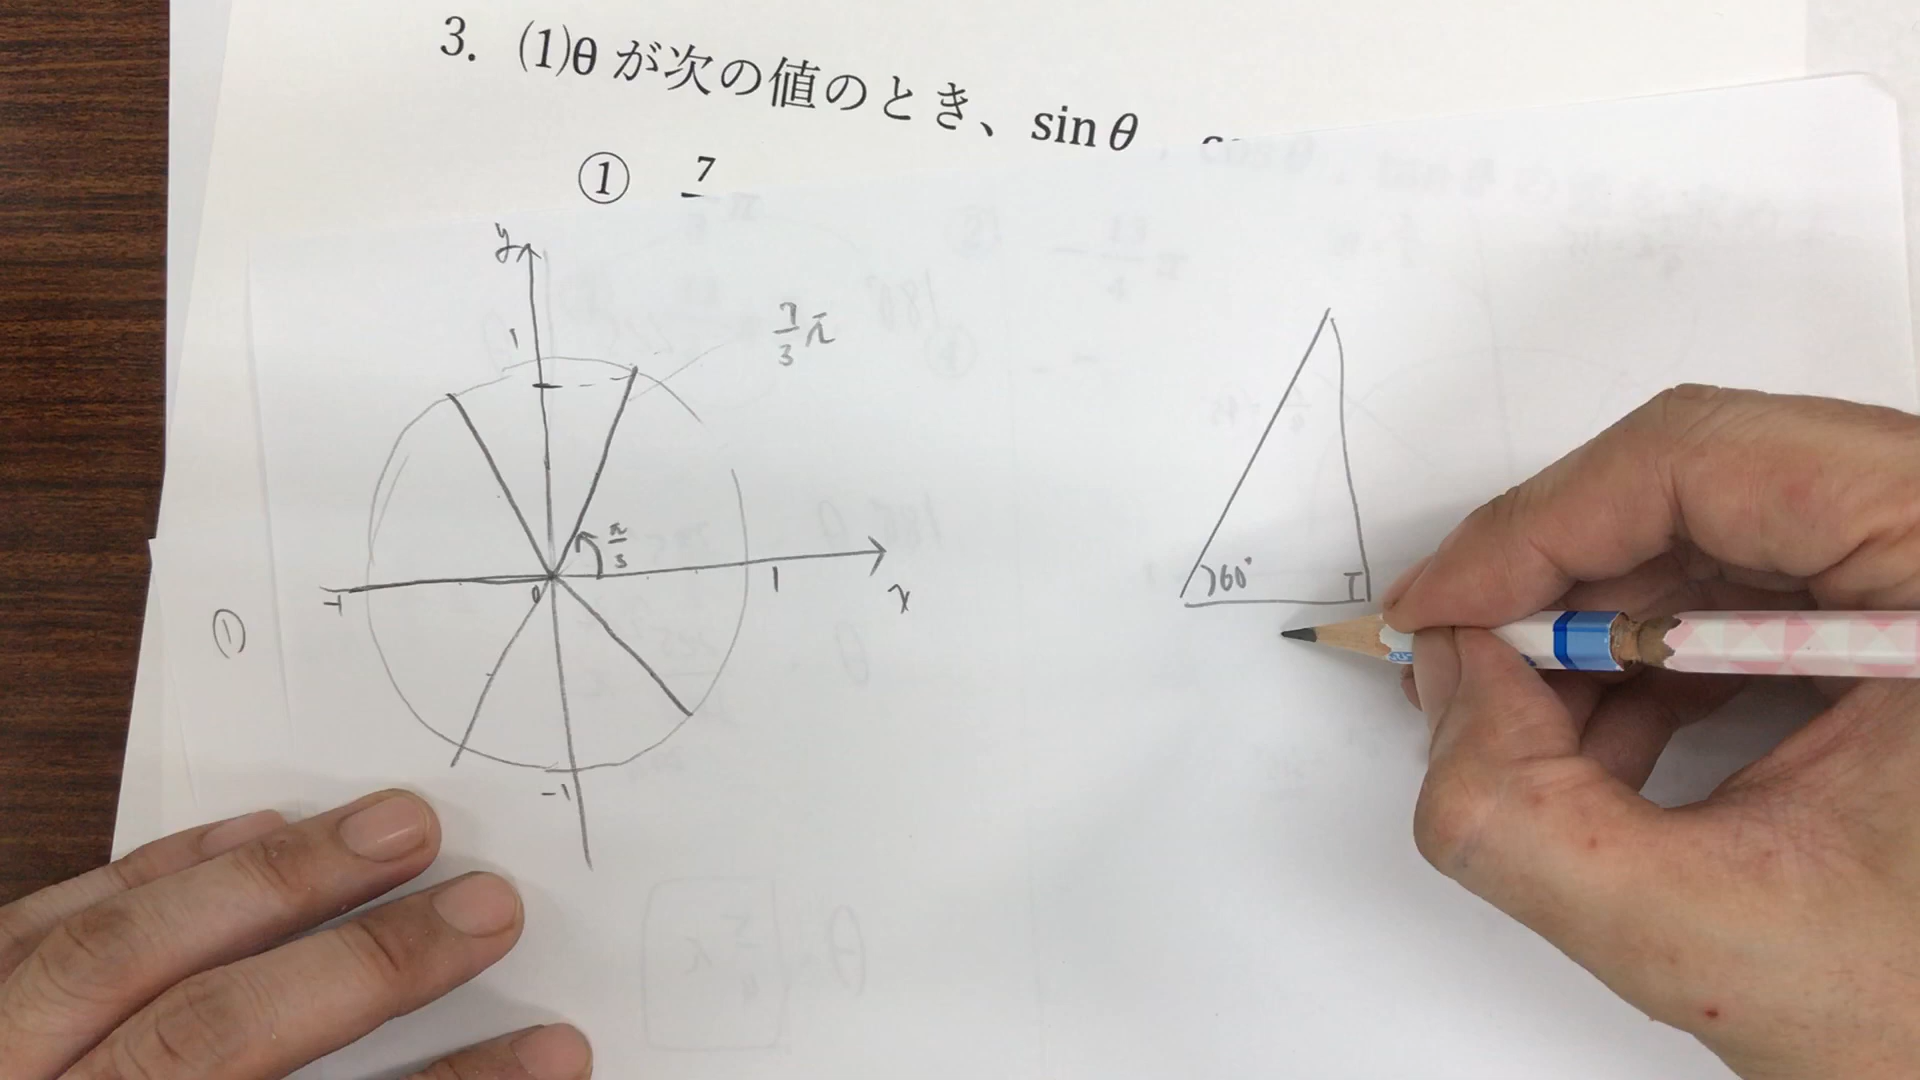 3. (1)θ が次の値のとき、sin θ
① 7
y
1
7/3 π
π/3
-1
0
1
x
①
-1
60°